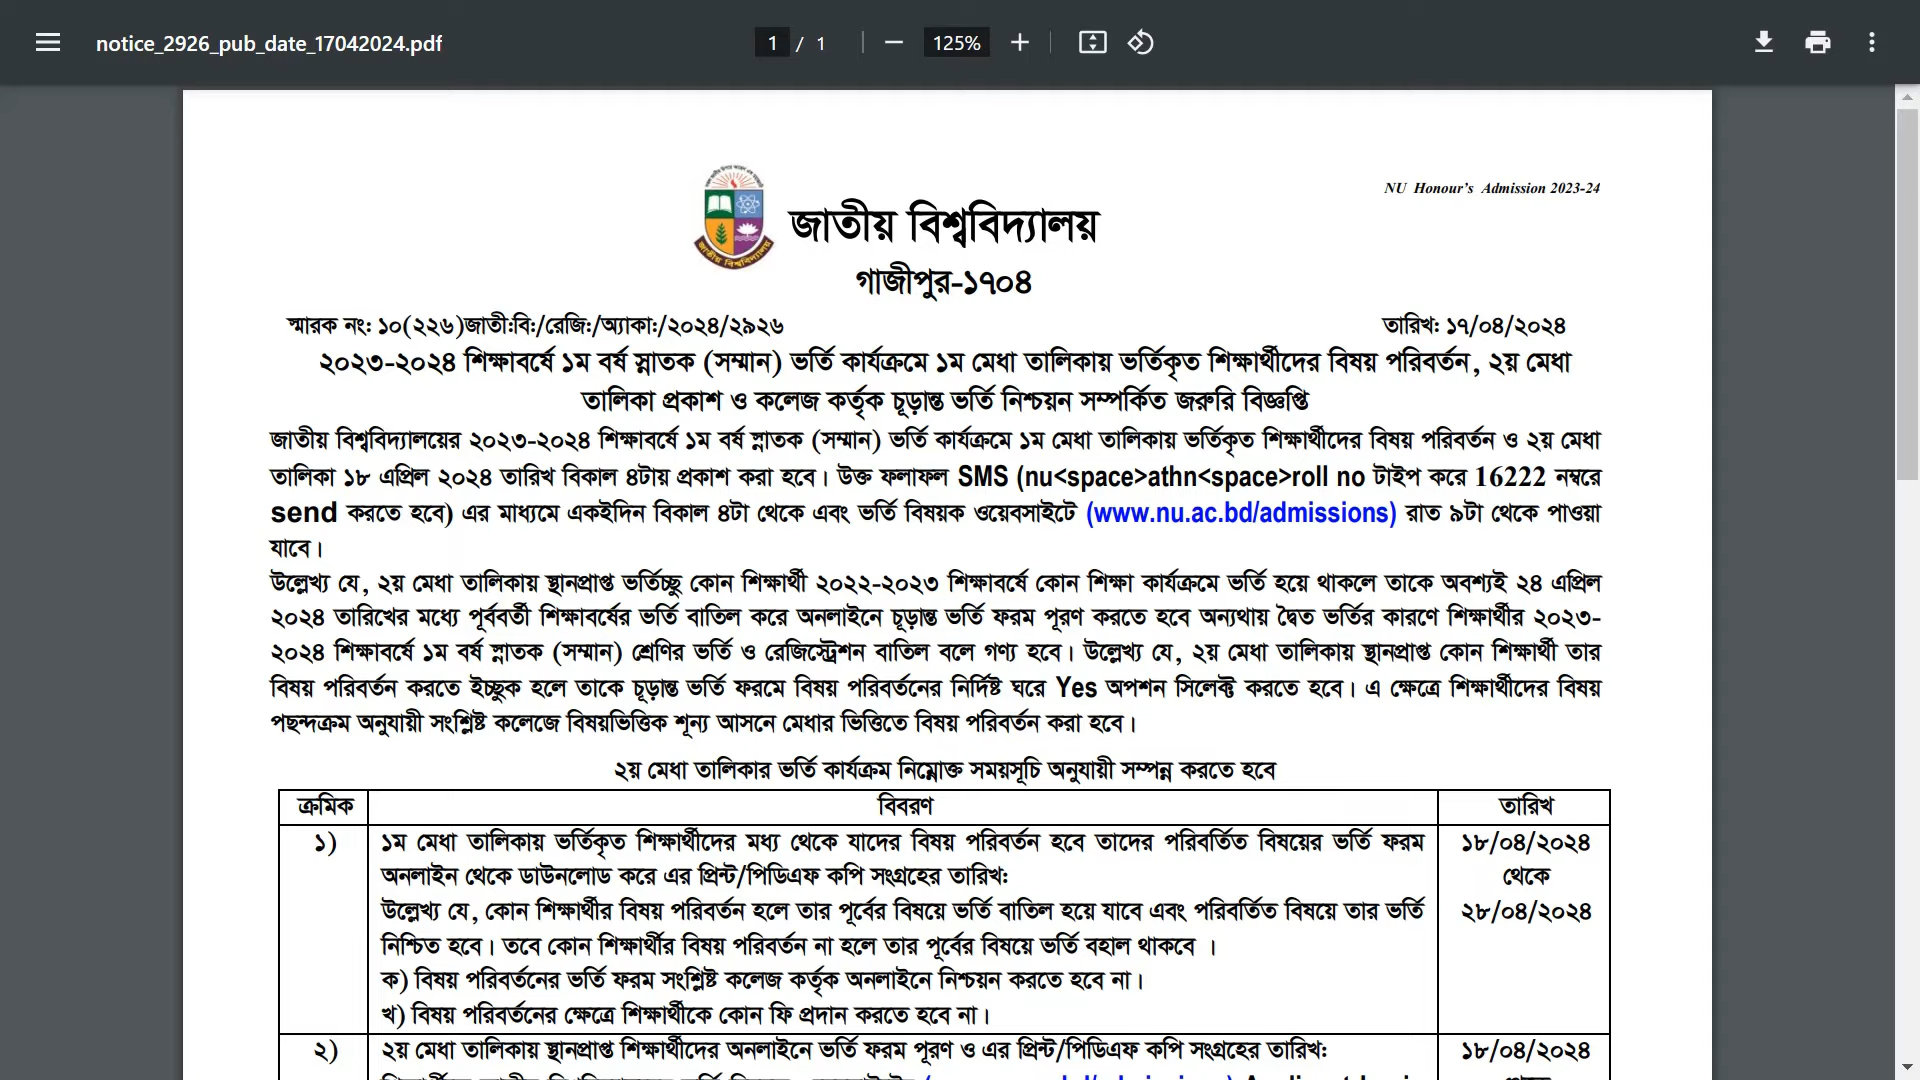 notice_2926_pub_date_17042024.pdf
1 / 1
125%
NU Honour's Admission 2023-24
জাতীয় বিশ্ববিদ্যালয়
গাজীপুর-১৭০৪
স্মারক নং: ১০(২২৬)জাতী:বি:/রেজি:/অ্যাকা:/২০২৪/২৯২৬ তারিখ: ১৭/০৪/২০২৪
২০২৩-২০২৪ শিক্ষাবর্ষে ১ম বর্ষ স্নাতক (সম্মান) ভর্তি কার্যক্রমে ১ম মেধা তালিকায় ভর্তিকৃত শিক্ষার্থীদের বিষয় পরিবর্তন, ২য় মেধা
তালিকা প্রকাশ ও কলেজ কর্তৃক চূড়ান্ত ভর্তি নিশ্চয়ন সম্পর্কিত জরুরি বিজ্ঞপ্তি
জাতীয় বিশ্ববিদ্যালয়ের ২০২৩-২০২৪ শিক্ষাবর্ষে ১ম বর্ষ স্নাতক (সম্মান) ভর্তি কার্যক্রমে ১ম মেধা তালিকায় ভর্তিকৃত শিক্ষার্থীদের বিষয় পরিবর্তন ও ২য় মেধা
তালিকা ১৮ এপ্রিল ২০২৪ তারিখ বিকাল ৪টায় প্রকাশ করা হবে। উক্ত ফলাফল SMS (nu<space>athn<space>roll no টাইপ করে 16222 নম্বরে
send করতে হবে) এর মাধ্যমে একইদিন বিকাল ৪টা থেকে এবং ভর্তি বিষয়ক ওয়েবসাইটে (www.nu.ac.bd/admissions) রাত ৯টা থেকে পাওয়া
যাবে।
উল্লেখ্য যে, ২য় মেধা তালিকায় স্থানপ্রাপ্ত ভর্তিচ্ছু কোন শিক্ষার্থী ২০২২-২০২৩ শিক্ষাবর্ষে কোন শিক্ষা কার্যক্রমে ভর্তি হয়ে থাকলে তাকে অবশ্যই ২৪ এপ্রিল
২০২৪ তারিখের মধ্যে পূর্ববর্তী শিক্ষাবর্ষের ভর্তি বাতিল করে অনলাইনে চূড়ান্ত ভর্তি ফরম পূরণ করতে হবে অন্যথায় দ্বৈত ভর্তির কারণে শিক্ষার্থীর ২০২৩-
২০২৪ শিক্ষাবর্ষে ১ম বর্ষ স্নাতক (সম্মান) শ্রেণির ভর্তি ও রেজিস্ট্রেশন বাতিল বলে গণ্য হবে। উল্লেখ্য যে, ২য় মেধা তালিকায় স্থানপ্রাপ্ত কোন শিক্ষার্থী তার
বিষয় পরিবর্তন করতে ইচ্ছুক হলে তাকে চূড়ান্ত ভর্তি ফরমে বিষয় পরিবর্তনের নির্দিষ্ট ঘরে Yes অপশন সিলেক্ট করতে হবে। এ ক্ষেত্রে শিক্ষার্থীদের বিষয়
পছন্দক্রম অনুযায়ী সংশ্লিষ্ট কলেজে বিষয়ভিত্তিক শূন্য আসনে মেধার ভিত্তিতে বিষয় পরিবর্তন করা হবে।
২য় মেধা তালিকার ভর্তি কার্যক্রম নিম্নোক্ত সময়সূচি অনুযায়ী সম্পন্ন করতে হবে
ক্রমিক বিবরণ তারিখ
১) ১ম মেধা তালিকায় ভর্তিকৃত শিক্ষার্থীদের মধ্য থেকে যাদের বিষয় পরিবর্তন হবে তাদের পরিবর্তিত বিষয়ের ভর্তি ফরম ১৮/০৪/২০২৪
অনলাইন থেকে ডাউনলোড করে এর প্রিন্ট/পিডিএফ কপি সংগ্রহের তারিখ: থেকে
উল্লেখ্য যে, কোন শিক্ষার্থীর বিষয় পরিবর্তন হলে তার পূর্বের বিষয়ে ভর্তি বাতিল হয়ে যাবে এবং পরিবর্তিত বিষয়ে তার ভর্তি ২৮/০৪/২০২৪
নিশ্চিত হবে। তবে কোন শিক্ষার্থীর বিষয় পরিবর্তন না হলে তার পূর্বের বিষয়ে ভর্তি বহাল থাকবে ।
ক) বিষয় পরিবর্তনের ভর্তি ফরম সংশ্লিষ্ট কলেজ কর্তৃক অনলাইনে নিশ্চয়ন করতে হবে না।
খ) বিষয় পরিবর্তনের ক্ষেত্রে শিক্ষার্থীকে কোন ফি প্রদান করতে হবে না।
২) ২য় মেধা তালিকায় স্থানপ্রাপ্ত শিক্ষার্থীদের অনলাইনে ভর্তি ফরম পূরণ ও এর প্রিন্ট/পিডিএফ কপি সংগ্রহের তারিখ: ১৮/০৪/২০২৪